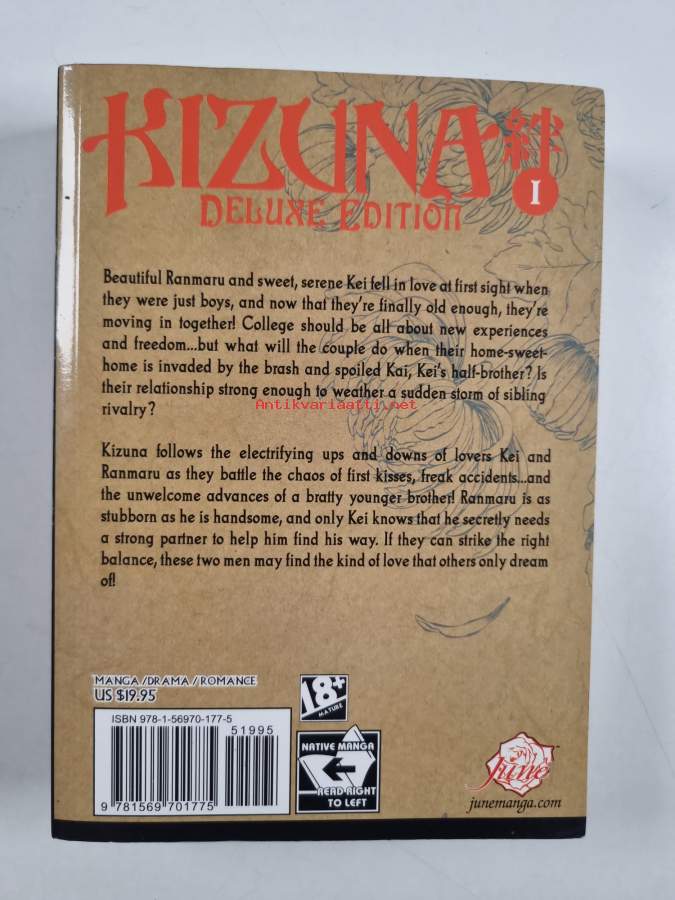 KIZUNA 絆
DELUXE EDITION
I
Beautiful Ranmaru and sweet, serene Kei fell in love at first sight when
they were just boys, and now that they're finally old enough, they're
moving in together! College should be all about new experiences
and freedom...but what will the couple do when their home-sweet-
home is invaded by the brash and spoiled Kai, Kei's half-brother? Is
their relationship strong enough to weather a sudden storm of sibling
rivalry?
Antikvariaatti.net
Kizuna follows the electrifying ups and downs of lovers Kei and
Ranmaru as they battle the chaos of first kisses, freak accidents...and
the unwelcome advances of a bratty younger brother! Ranmaru is as
stubborn as he is handsome, and only Kei knows that he secretly needs
a strong partner to help him find his way. If they can strike the right
balance, these two men may find the kind of love that others only dream
of!
MANGA /DRAMA / ROMANCE
US $19.95
ISBN 978-1-56970-177-5
51995
9 781569 701775
18+
MATURE
NATIVE MANGA
READ RIGHT
TO LEFT
June
™
junemanga.com